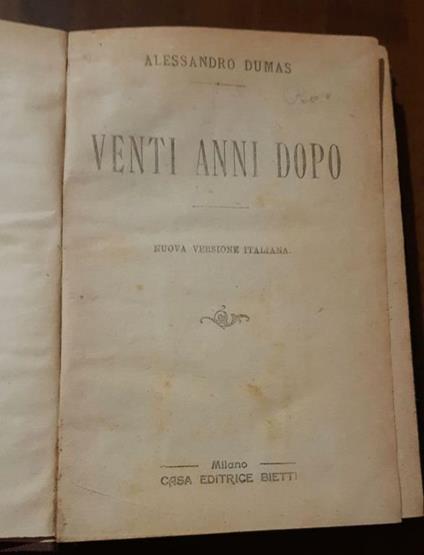 ALESSANDRO DUMAS
VENTI ANNI DOPO
NUOVA VERSIONE ITALIANA.
Milano
CASA EDITRICE BIETTI